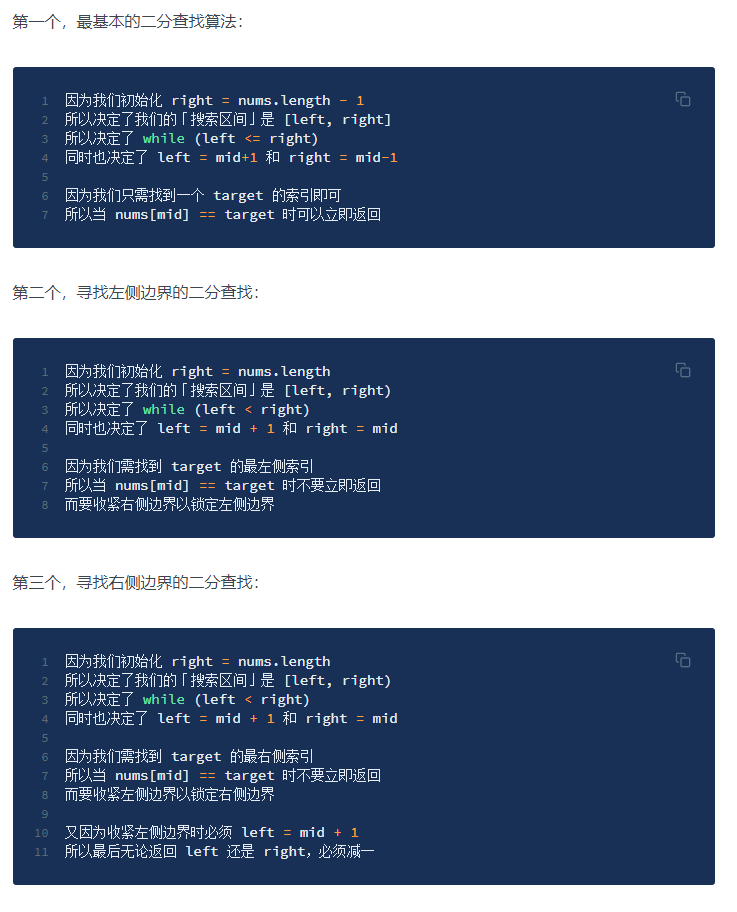 第一个，最基本的二分查找算法：
1 因为我们初始化 right = nums.length - 1
2 所以决定了我们的「搜索区间」是 [left, right]
3 所以决定了 while (left <= right)
4 同时也决定了 left = mid+1 和 right = mid-1
5
6 因为我们只需找到一个 target 的索引即可
7 所以当 nums[mid] == target 时可以立即返回
第二个，寻找左侧边界的二分查找：
1 因为我们初始化 right = nums.length
2 所以决定了我们的「搜索区间」是 [left, right)
3 所以决定了 while (left < right)
4 同时也决定了 left = mid + 1 和 right = mid
5
6 因为我们需找到 target 的最左侧索引
7 所以当 nums[mid] == target 时不要立即返回
8 而要收紧右侧边界以锁定左侧边界
第三个，寻找右侧边界的二分查找：
1 因为我们初始化 right = nums.length
2 所以决定了我们的「搜索区间」是 [left, right)
3 所以决定了 while (left < right)
4 同时也决定了 left = mid + 1 和 right = mid
5
6 因为我们需找到 target 的最右侧索引
7 所以当 nums[mid] == target 时不要立即返回
8 而要收紧左侧边界以锁定右侧边界
9
10 又因为收紧左侧边界时必须 left = mid + 1
11 所以最后无论返回 left 还是 right，必须减一